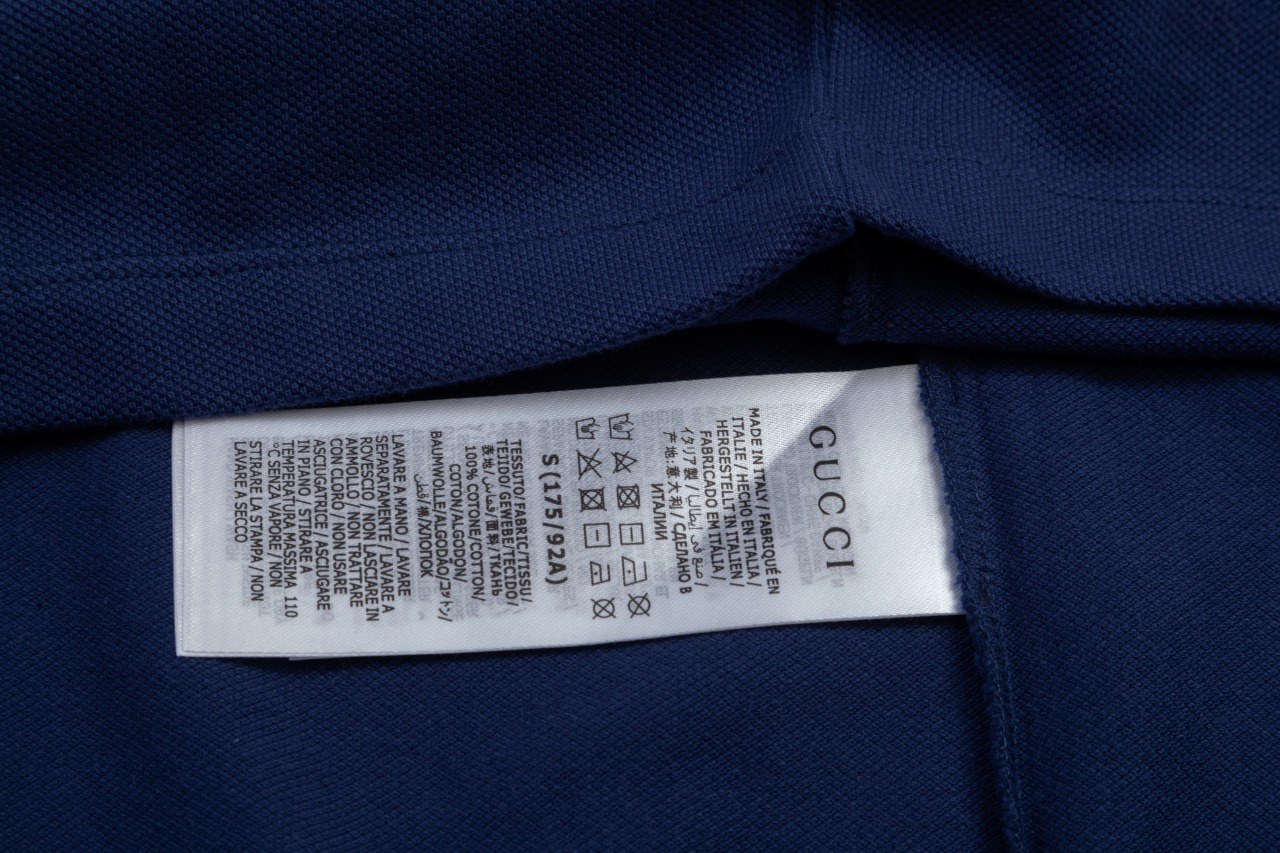 GUCCI
MADE IN ITALY / FABRIQUÉ EN
ITALIE / HECHO EN ITALIA /
HERGESTELLT IN ITALIEN /
FABRICADO EM ITÁLIA /
イタリア製 / صنع في إيطاليا /
产地:意大利 / СДЕЛАНО В
ИТАЛИИ
S (175/92A)
TESSUTO/FABRIC/TISSU/
TEJIDO/GEWEBE/TECIDO/
表地/قماش/面料/ТКАНЬ
100% COTONE/COTTON/
COTON/ALGODON/
BAUMWOLLE/ALGODÃO/コットン/
قطن/棉/ХЛОПОК
LAVARE A MANO / LAVARE
SEPARATAMENTE / LAVARE A
ROVESCIO / NON LASCIARE IN
AMMOLLO / NON TRATTARE
CON CLORO / NON USARE
ASCIUGATRICE / ASCIUGARE
IN PIANO / STIRARE A
TEMPERATURA MASSIMA 110
°C SENZA VAPORE / NON
STIRARE LA STAMPA / NON
LAVARE A SECCO